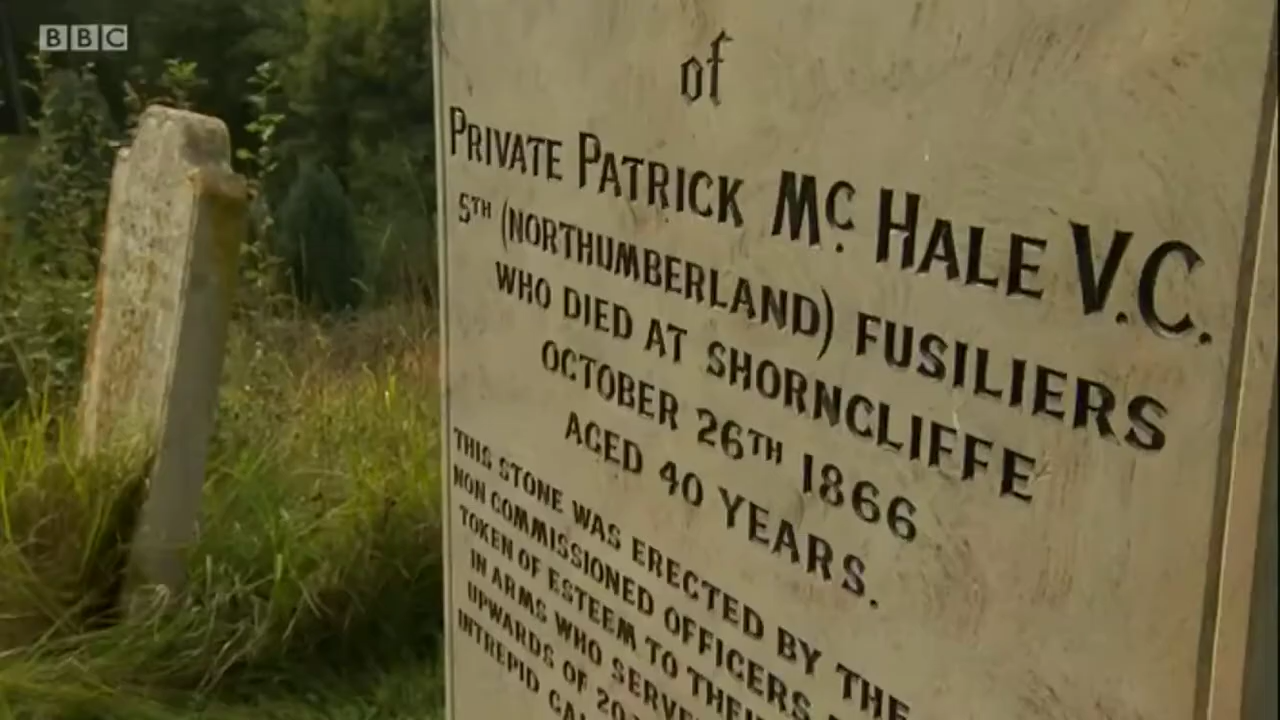 BBC
of
PRIVATE PATRICK MC HALE V.C.
5TH (NORTHUMBERLAND) FUSILIERS
WHO DIED AT SHORNCLIFFE
OCTOBER 26TH 1866
AGED 40 YEARS.
THIS STONE WAS ERECTED BY THE
NON COMMISSIONED OFFICERS
TOKEN OF ESTEEM TO
IN ARMS WHO
UPWARDS OF
INTREPID